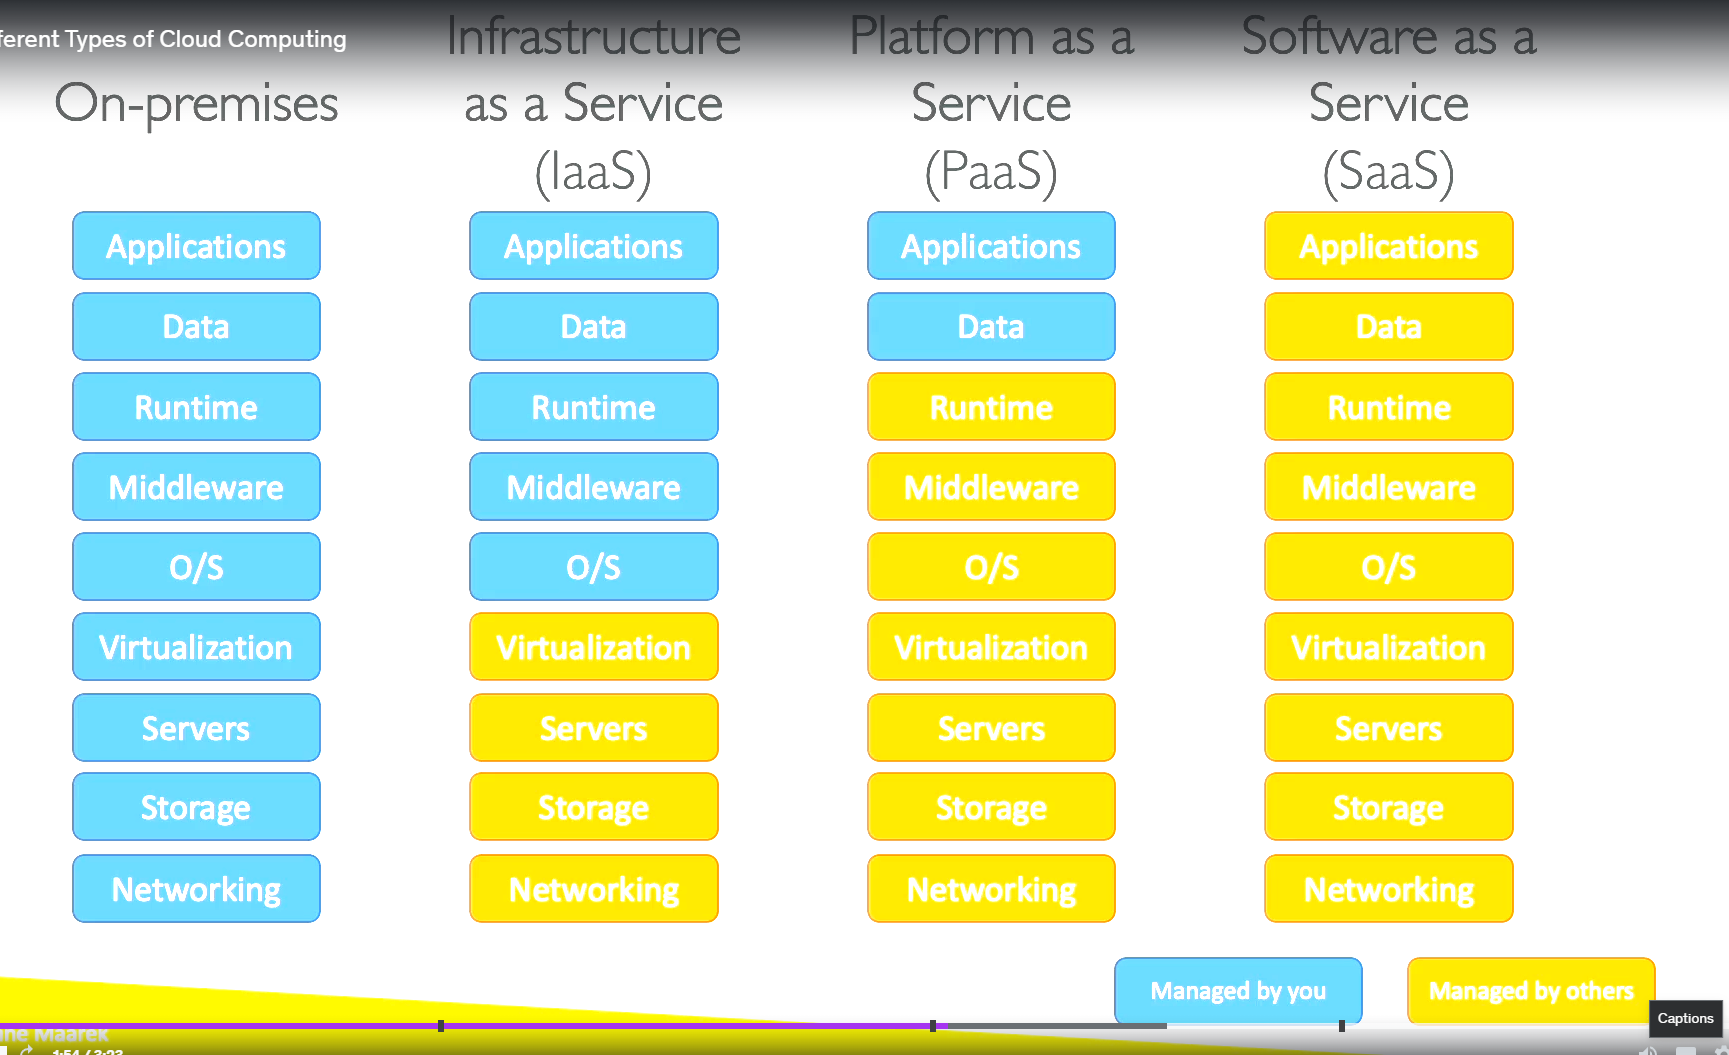 ferent Types of Cloud Computing
On-premises
Infrastructure
as a Service
(IaaS)
Platform as a
Service
(PaaS)
Software as a
Service
(SaaS)
Applications
Data
Runtime
Middleware
O/S
Virtualization
Servers
Storage
Networking
Applications
Data
Runtime
Middleware
O/S
Virtualization
Servers
Storage
Networking
Applications
Data
Runtime
Middleware
O/S
Virtualization
Servers
Storage
Networking
Applications
Data
Runtime
Middleware
O/S
Virtualization
Servers
Storage
Networking
Managed by you
Managed by others
Captions
ne Maarek
1:54 / 3:23